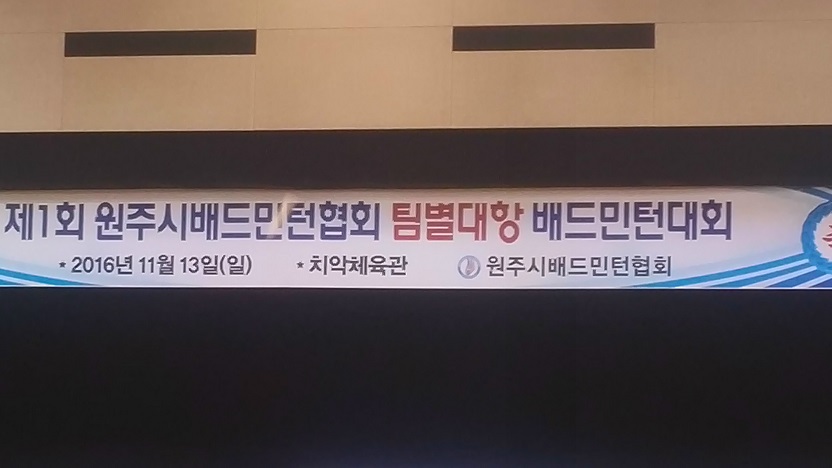 제1회 원주시배드민턴협회 팀별대항 배드민턴대회
* 2016년 11월 13일(일) * 치악체육관 원주시배드민턴협회